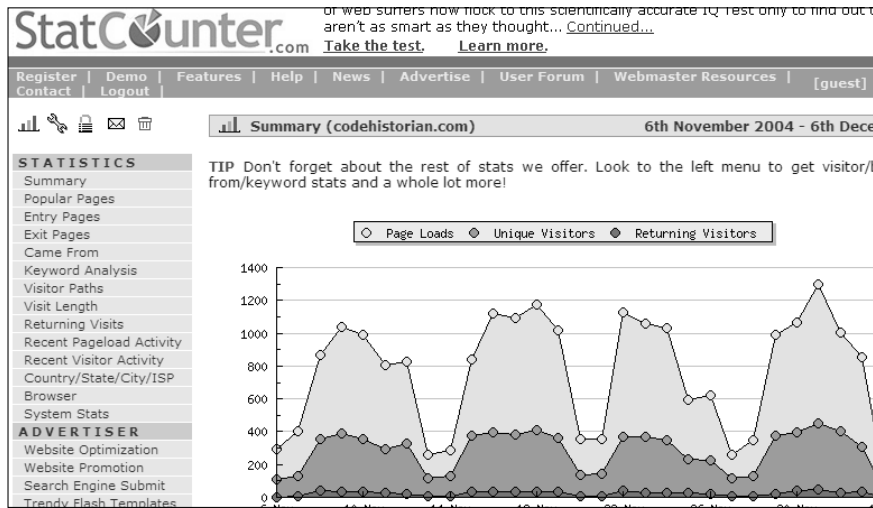 StatCounter.com
of web surfers now flock to this scientifically accurate IQ Test only to find out t
aren't as smart as they thought... Continued...
Take the test. Learn more.
Register | Demo | Features | Help | News | Advertise | User Forum | Webmaster Resources |
Contact | Logout |
[guest]
Summary (codehistorian.com) 6th November 2004 - 6th Dece
TIP Don't forget about the rest of stats we offer. Look to the left menu to get visitor/
from/keyword stats and a whole lot more!
STATISTICS
Summary
Popular Pages
Entry Pages
Exit Pages
Came From
Keyword Analysis
Visitor Paths
Visit Length
Returning Visits
Recent Pageload Activity
Recent Visitor Activity
Country/State/City/ISP
Browser
System Stats
ADVERTISER
Website Optimization
Website Promotion
Search Engine Submit
Trendy Flash Templates
Page Loads Unique Visitors Returning Visitors
1400
1200
1000
800
600
400
200
0